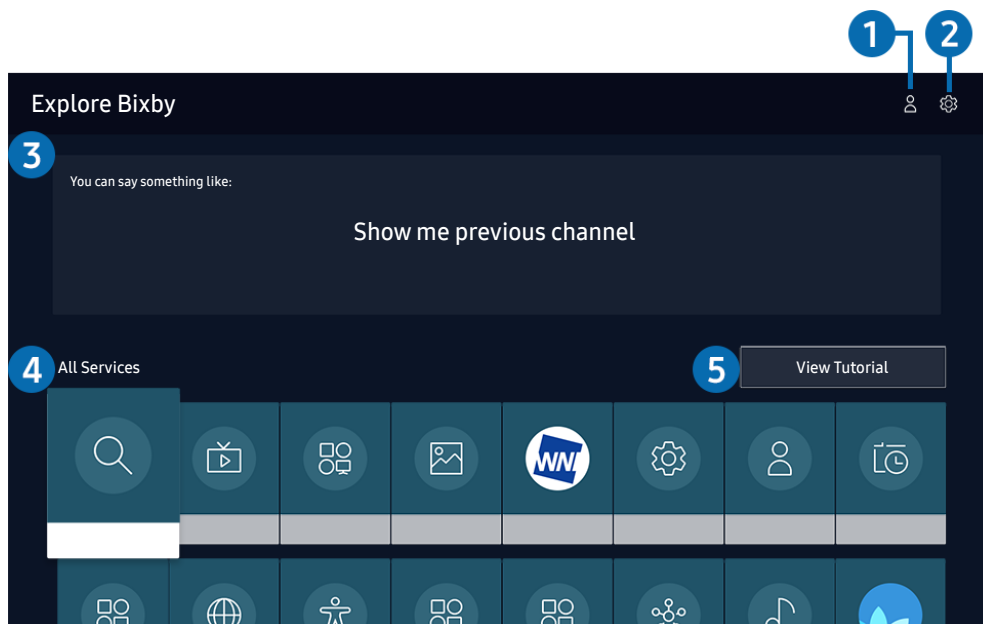 1
2
Explore Bixby
3
You can say something like:
Show me previous channel
4
All Services
5
View Tutorial
WNI